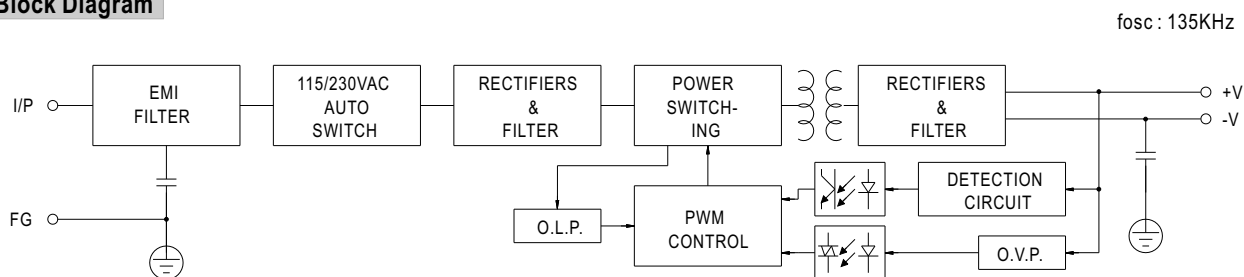 Block Diagram
fosc : 135KHz
I/P
EMI
FILTER
115/230VAC
AUTO
SWITCH
RECTIFIERS
&
FILTER
POWER
SWITCH-
ING
RECTIFIERS
&
FILTER
+V
-V
FG
O.L.P.
PWM
CONTROL
DETECTION
CIRCUIT
O.V.P.